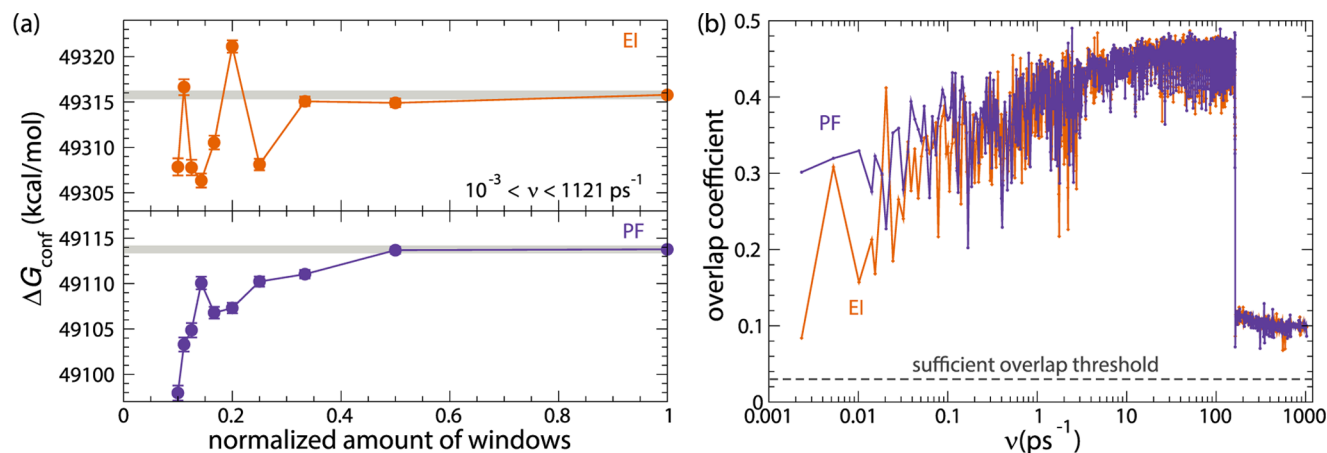 (a)
EI
49320
49315
49310
49305
10⁻³ < ν < 1121 ps⁻¹
PF
49115
49110
49105
49100
ΔG_conf (kcal/mol)
0 0.2 0.4 0.6 0.8 1
normalized amount of windows
(b)
0.5
0.4
0.3
0.2
0.1
0
overlap coefficient
PF
EI
sufficient overlap threshold
0.001 0.01 0.1 1 10 100 1000
ν(ps⁻¹)